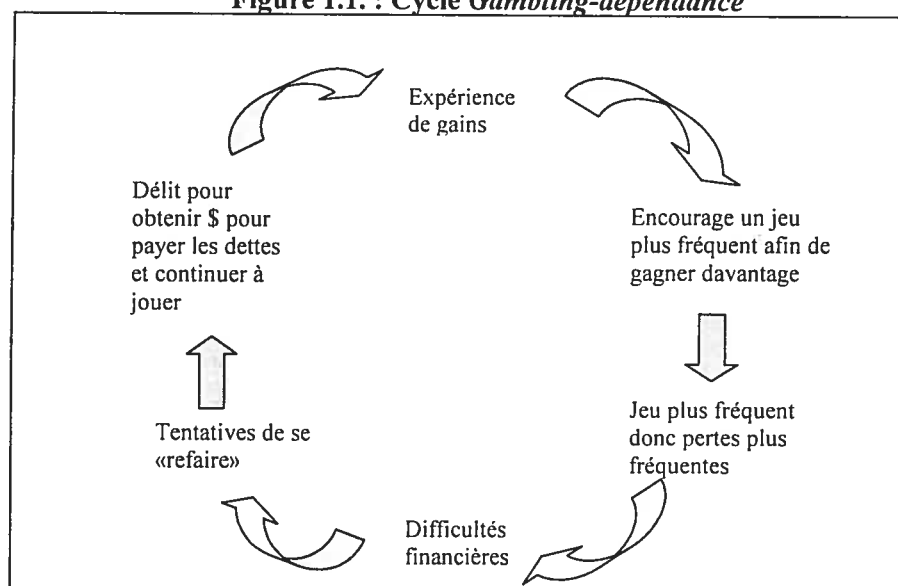 Figure 1.1. : Cycle Gambling-dépendance
Expérience
de gains
Encourage un jeu
plus fréquent afin de
gagner davantage
Jeu plus fréquent
donc pertes plus
fréquentes
Difficultés
financières
Tentatives de se
«refaire»
Délit pour
obtenir $ pour
payer les dettes
et continuer à
jouer